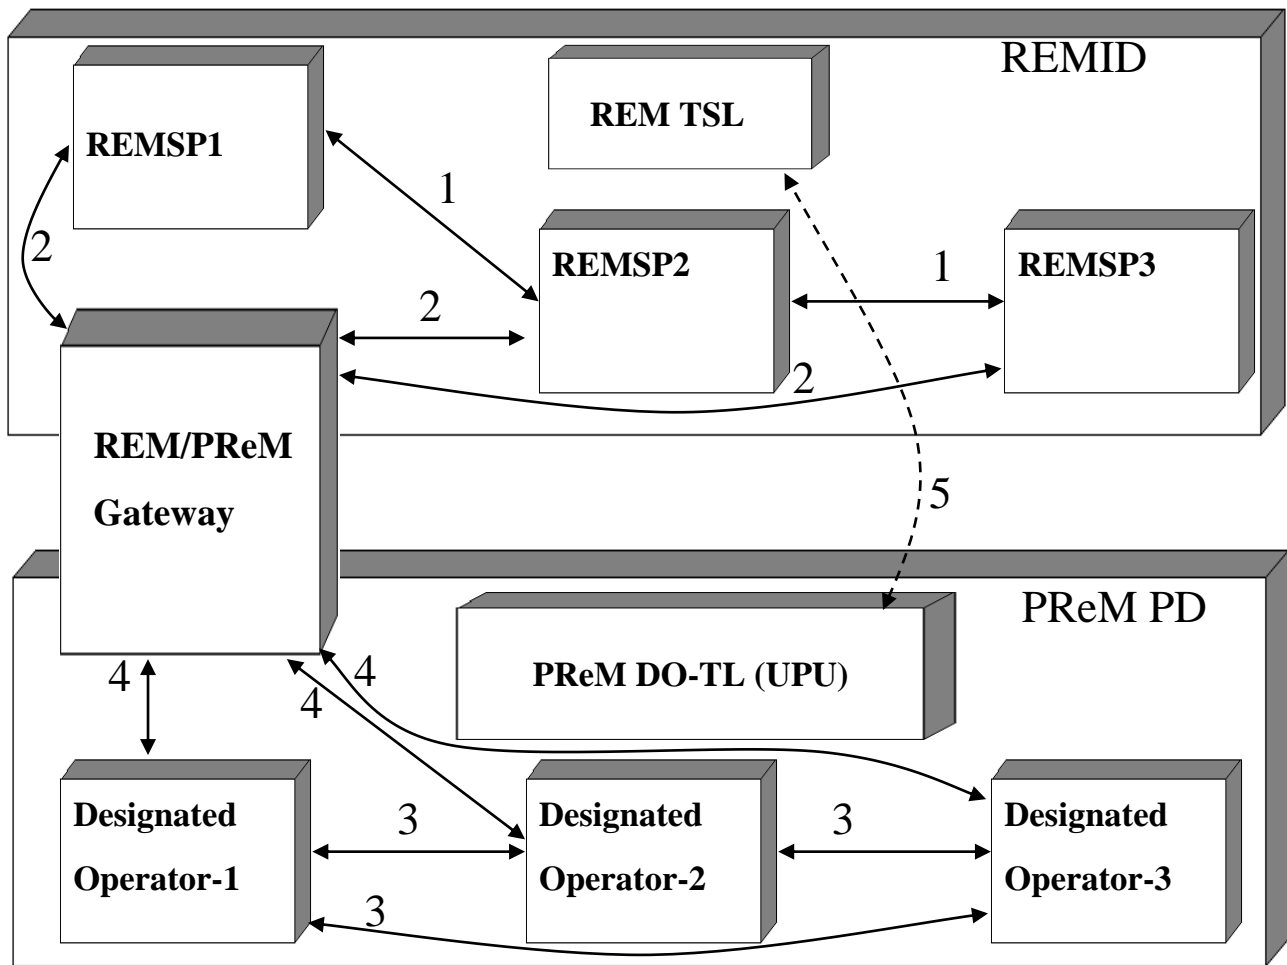 REMID
REMSP1
REM TSL
1
2
REMSP2
1
REMSP3
2
2
REM/PReM
Gateway
5
PReM PD
4
4
4
PReM DO-TL (UPU)
Designated
Operator-1
3
Designated
Operator-2
3
Designated
Operator-3
3